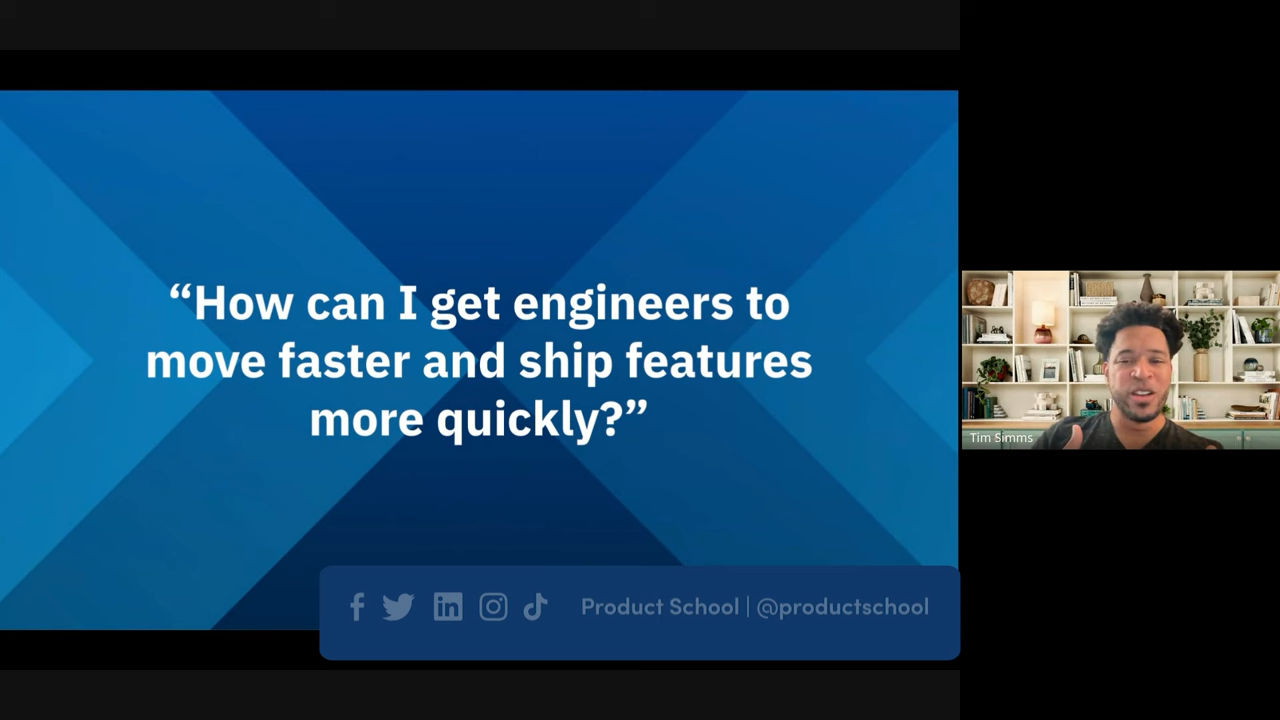 “How can I get engineers to
move faster and ship features
more quickly?”
Tim Simms
Product School | @productschool